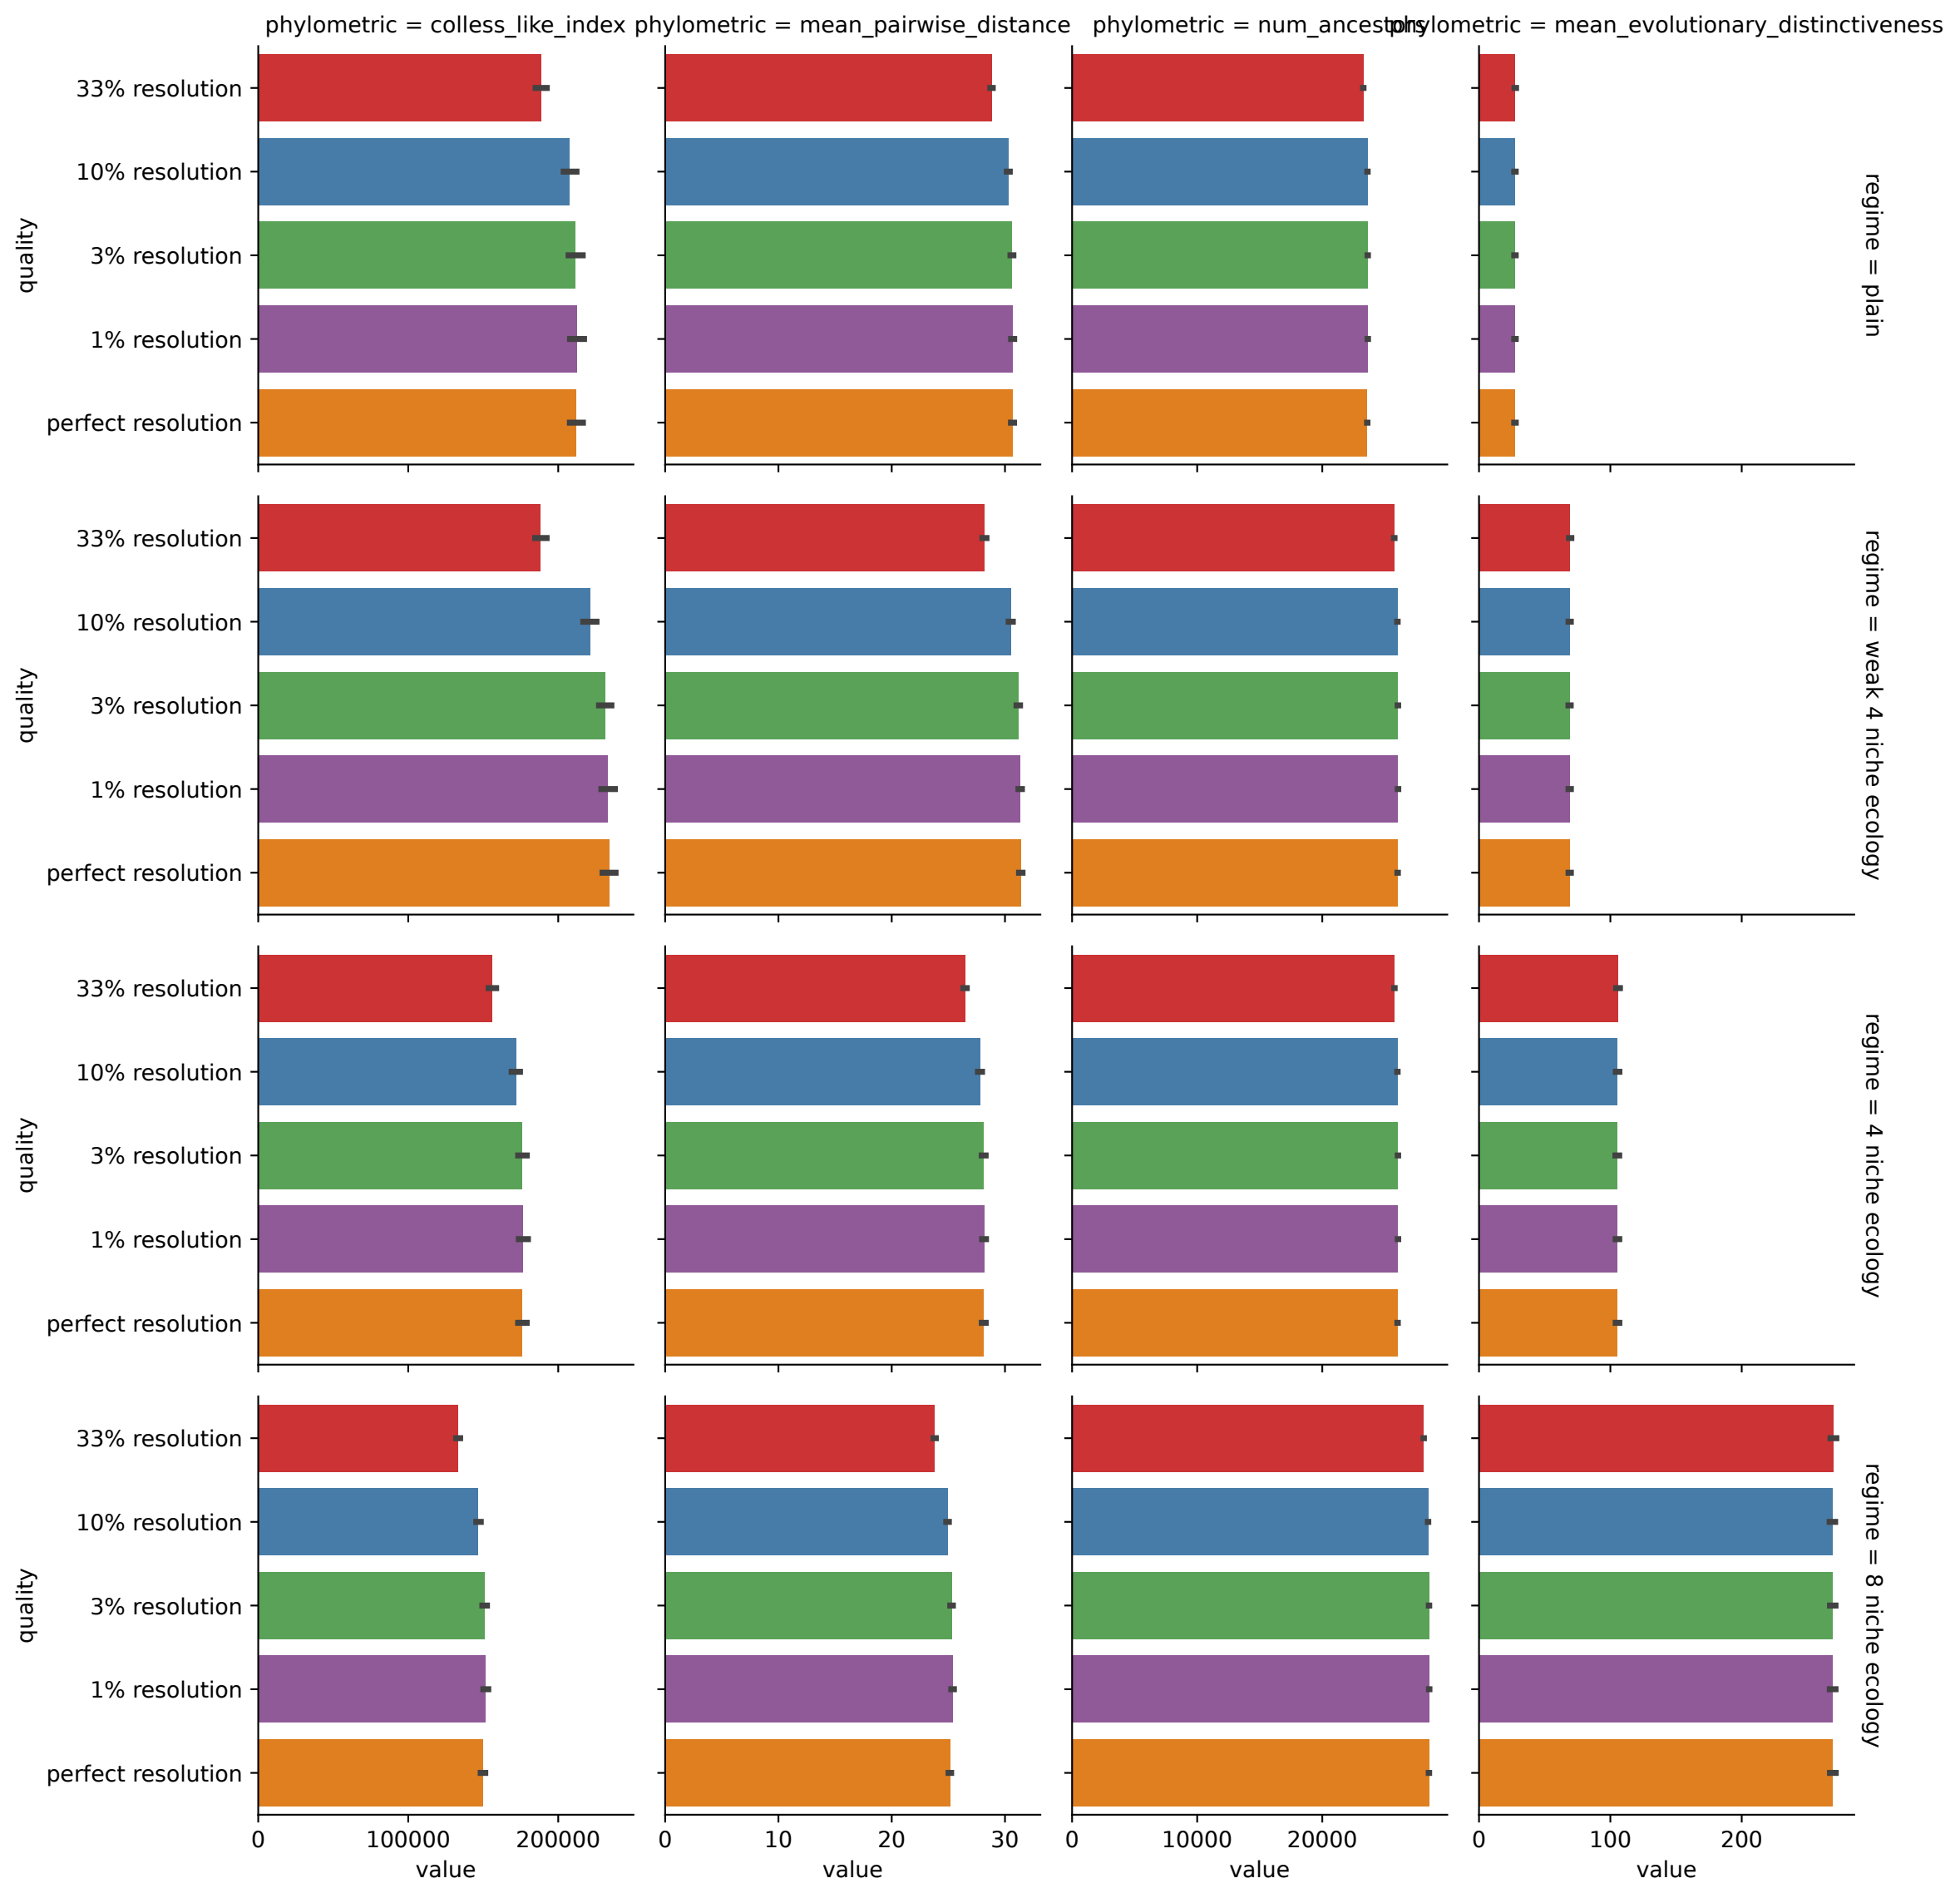 phylometric = colless_like_index
phylometric = mean_pairwise_distance
phylometric = num_ancestors
phylometric = mean_evolutionary_distinctiveness
quality
33% resolution
10% resolution
3% resolution
1% resolution
perfect resolution
regime = plain
quality
33% resolution
10% resolution
3% resolution
1% resolution
perfect resolution
regime = weak 4 niche ecology
quality
33% resolution
10% resolution
3% resolution
1% resolution
perfect resolution
regime = 4 niche ecology
quality
33% resolution
10% resolution
3% resolution
1% resolution
perfect resolution
regime = 8 niche ecology
0 100000 200000
0 10 20 30
0 10000 20000
0 100 200
value
value
value
value